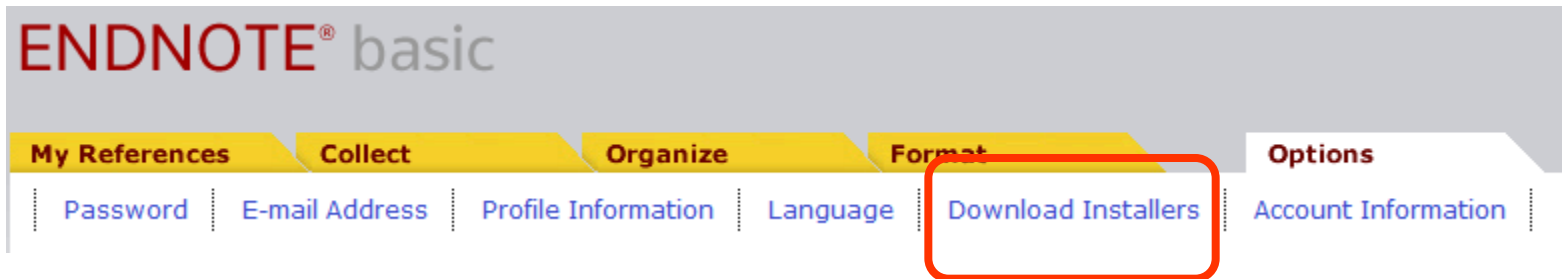 ENDNOTE® basic
My References Collect Organize Format Options
Password E-mail Address Profile Information Language Download Installers Account Information